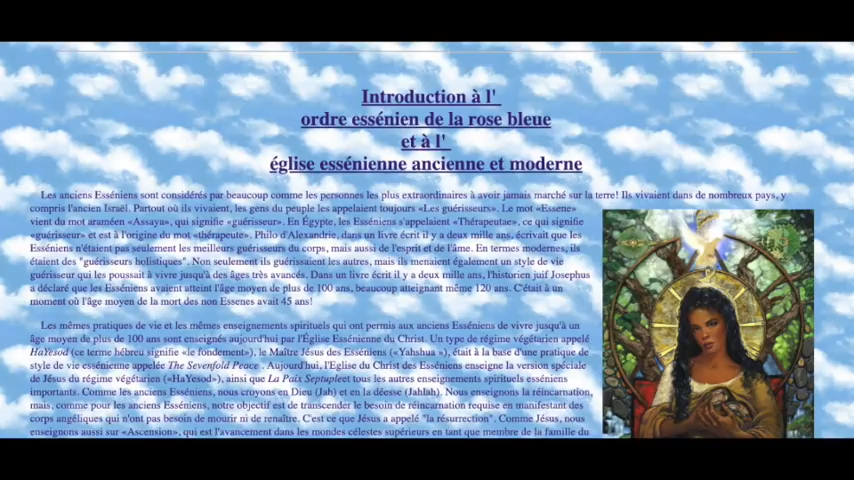 Introduction à l'
ordre essénien de la rose bleue
et à l'
église essénienne ancienne et moderne
Les anciens Esséniens sont considérés par beaucoup comme les personnes les plus extraordinaires à avoir jamais marché sur la terre! Ils vivaient dans de nombreux pays, y
compris l'ancien Israël. Partout où ils vivaient, les gens du peuple les appelaient toujours «Les guérisseurs». Le mot «Essene»
vient du mot araméen «Assaya», qui signifie «guérisseur». En Égypte, les Esséniens s'appelaient «Thérapeutae», ce qui signifie
«guérisseur» et est à l'origine du mot «thérapeute». Philo d'Alexandrie, dans un livre écrit il y a deux mille ans, écrivait que les
Esséniens n'étaient pas seulement les meilleurs guérisseurs du corps, mais aussi de l'esprit et de l'âme. En termes modernes, ils
étaient des "guérisseurs holistiques". Non seulement ils guérissaient les autres, mais ils menaient également un style de vie
guérisseur qui les poussait à vivre jusqu'à des âges très avancés. Dans un livre écrit il y a deux mille ans, l'historien juif Josephus
a déclaré que les Esséniens avaient atteint l'âge moyen de plus de 100 ans, beaucoup atteignant même 120 ans. C'était à un
moment où l'âge moyen de la mort des non Essenes avait 45 ans!
Les mêmes pratiques de vie et les mêmes enseignements spirituels qui ont permis aux anciens Esséniens de vivre jusqu'à un
âge moyen de plus de 100 ans sont enseignés aujourd'hui par l'Église Essénienne du Christ. Un type de régime végétarien appelé
HaYesod (ce terme hébreu signifie «le fondement»), le Maître Jésus des Esséniens («Yahshua »), était à la base d'une pratique de
style de vie essénienne appelée The Sevenfold Peace . Aujourd'hui, l'Eglise du Christ des Esséniens enseigne la version spéciale
de Jésus du régime végétarien («HaYesod»), ainsi que La Paix Septupleet tous les autres enseignements spirituels esséniens
importants. Comme les anciens Esséniens, nous croyons en Dieu (Jah) et en la déesse (Jahlah). Nous enseignons la réincarnation,
mais, comme pour les anciens Esséniens, notre objectif est de transcender le besoin de réincarnation requise en manifestant des
corps angéliques qui n'ont pas besoin de mourir ni de renaître. C'est ce que Jésus a appelé "la résurrection". Comme Jésus, nous
enseignons aussi sur «Ascension», qui est l'avancement dans les mondes célestes supérieurs en tant que membre de la famille du